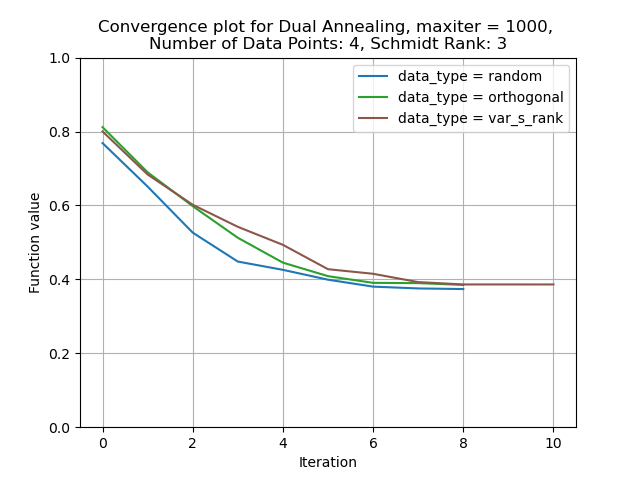 Convergence plot for Dual Annealing, maxiter = 1000,
Number of Data Points: 4, Schmidt Rank: 3
data_type = random
data_type = orthogonal
data_type = var_s_rank
Function value
1.0
0.8
0.6
0.4
0.2
0.0
0 2 4 6 8 10
Iteration